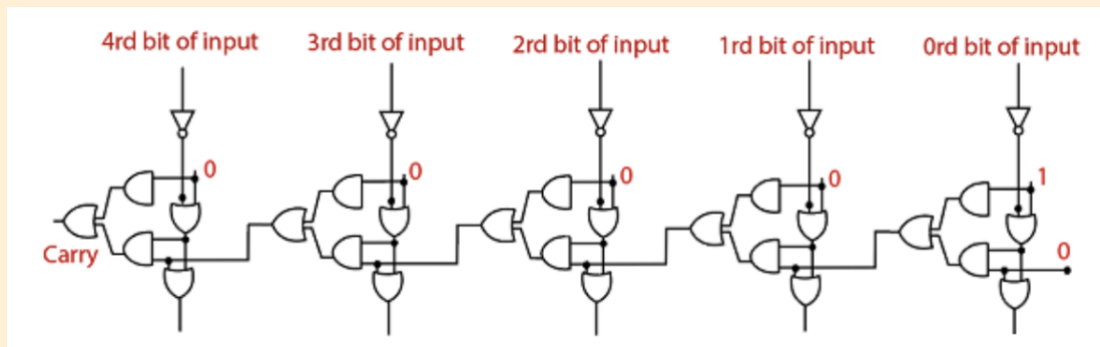 4rd bit of input
3rd bit of input
2rd bit of input
1rd bit of input
0rd bit of input
0
0
0
0
1
Carry
0